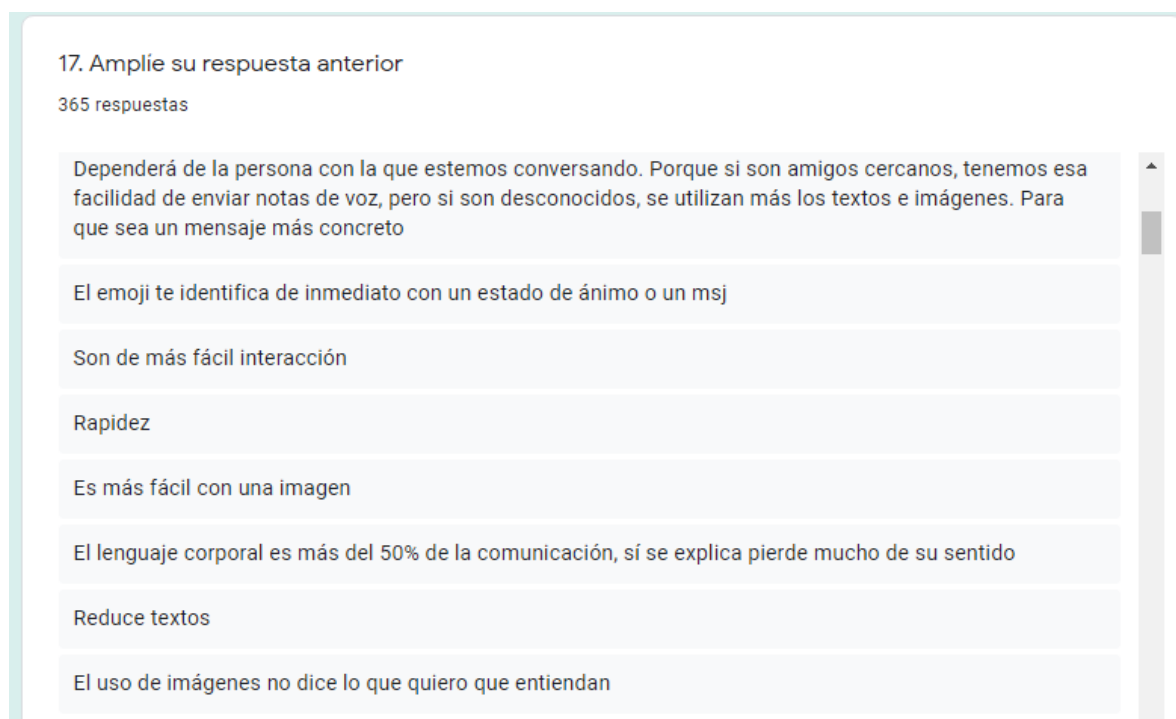 17. Amplíe su respuesta anterior
365 respuestas
Dependerá de la persona con la que estemos conversando. Porque si son amigos cercanos, tenemos esa
facilidad de enviar notas de voz, pero si son desconocidos, se utilizan más los textos e imágenes. Para
que sea un mensaje más concreto
El emoji te identifica de inmediato con un estado de ánimo o un msj
Son de más fácil interacción
Rapidez
Es más fácil con una imagen
El lenguaje corporal es más del 50% de la comunicación, sí se explica pierde mucho de su sentido
Reduce textos
El uso de imágenes no dice lo que quiero que entiendan